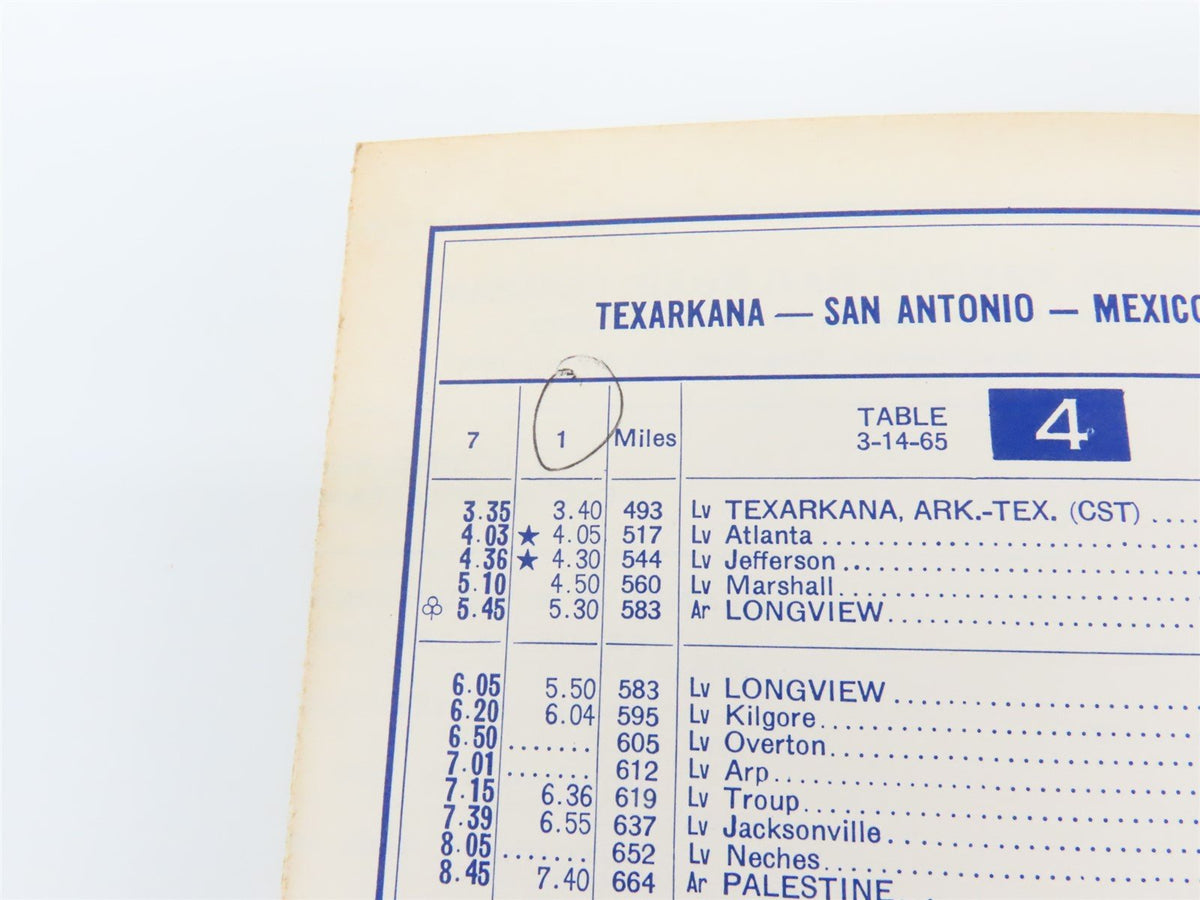 TEXARKANA — SAN ANTONIO — MEXICO
7 1 Miles TABLE 3-14-65 4
3.35 3.40 493 Lv TEXARKANA, ARK.-TEX. (CST) ....
4.03 ★ 4.05 517 Lv Atlanta ....
4.36 ★ 4.30 544 Lv Jefferson ....
5.10 4.50 560 Lv Marshall ....
♧ 5.45 5.30 583 Ar LONGVIEW ....
6.05 5.50 583 Lv LONGVIEW ....
6.20 6.04 595 Lv Kilgore ....
6.50 ........ 605 Lv Overton ....
7.01 ........ 612 Lv Arp ....
7.15 6.36 619 Lv Troup ....
7.39 6.55 637 Lv Jacksonville ....
8.05 ........ 652 Lv Neches ....
8.45 7.40 664 Ar PALESTINE ....